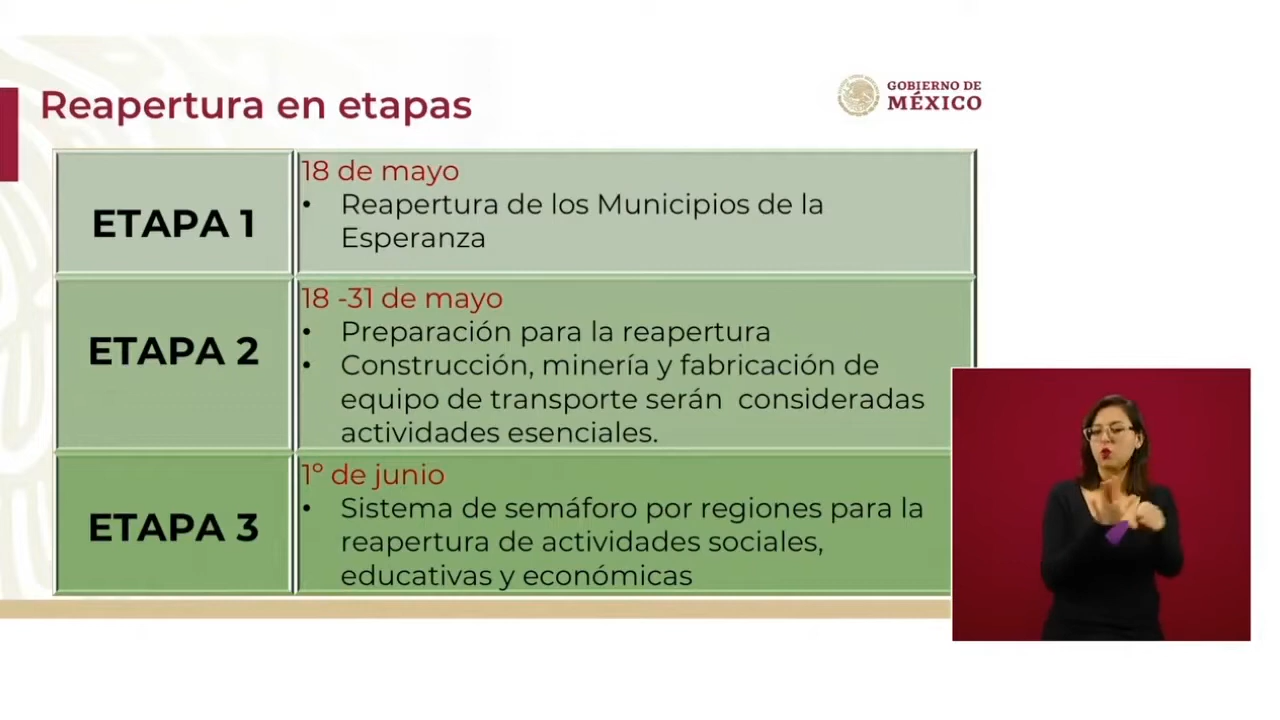 Reapertura en etapas
GOBIERNO DE
MÉXICO
ETAPA 1
18 de mayo
• Reapertura de los Municipios de la
Esperanza
ETAPA 2
18 -31 de mayo
• Preparación para la reapertura
• Construcción, minería y fabricación de
equipo de transporte serán consideradas
actividades esenciales.
ETAPA 3
1º de junio
• Sistema de semáforo por regiones para la
reapertura de actividades sociales,
educativas y económicas